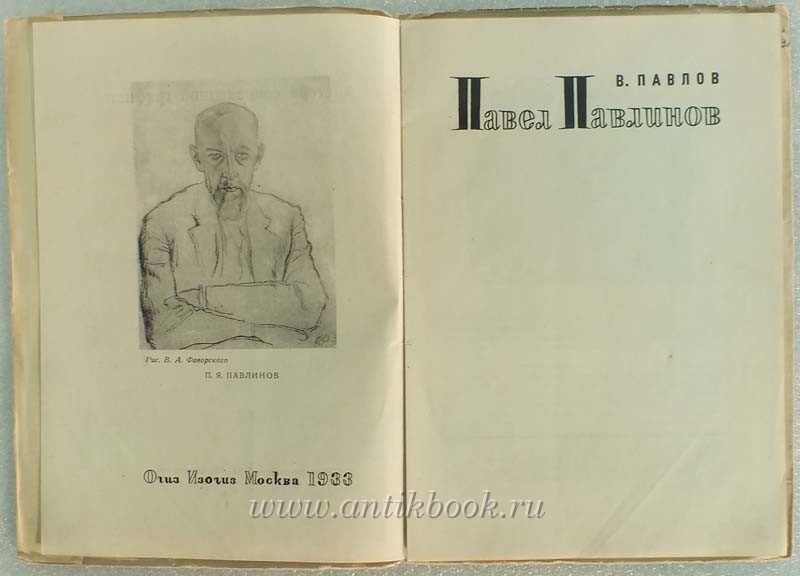 Рис. В. А. Фаворского
П. Я. ПАВЛИНОВ
Огиз Изогиз Москва 1933
В. ПАВЛОВ
Павел Павлинов
www.antikbook.ru